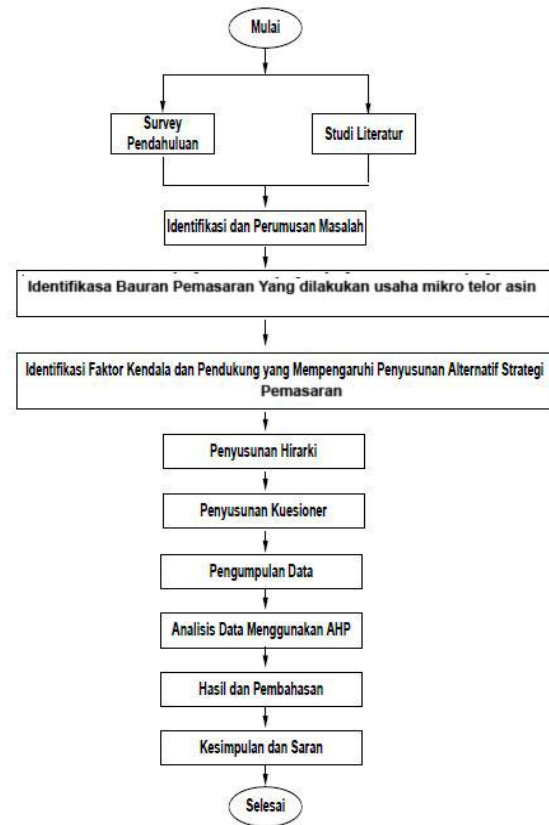 Mulai
Survey
Pendahuluan
Studi Literatur
Identifikasi dan Perumusan Masalah
Identifikasa Bauran Pemasaran Yang dilakukan usaha mikro telor asin
Identifikasi Faktor Kendala dan Pendukung yang Mempengaruhi Penyusunan Alternatif Strategi
Pemasaran
Penyusunan Hirarki
Penyusunan Kuesioner
Pengumpulan Data
Analisis Data Menggunakan AHP
Hasil dan Pembahasan
Kesimpulan dan Saran
Selesai